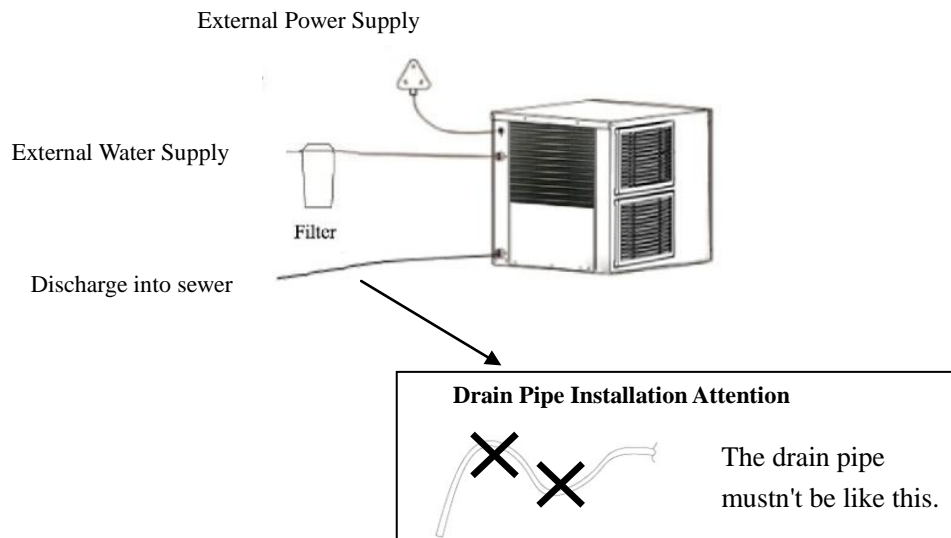 External Power Supply
External Water Supply
Filter
Discharge into sewer
Drain Pipe Installation Attention
The drain pipe
mustn't be like this.